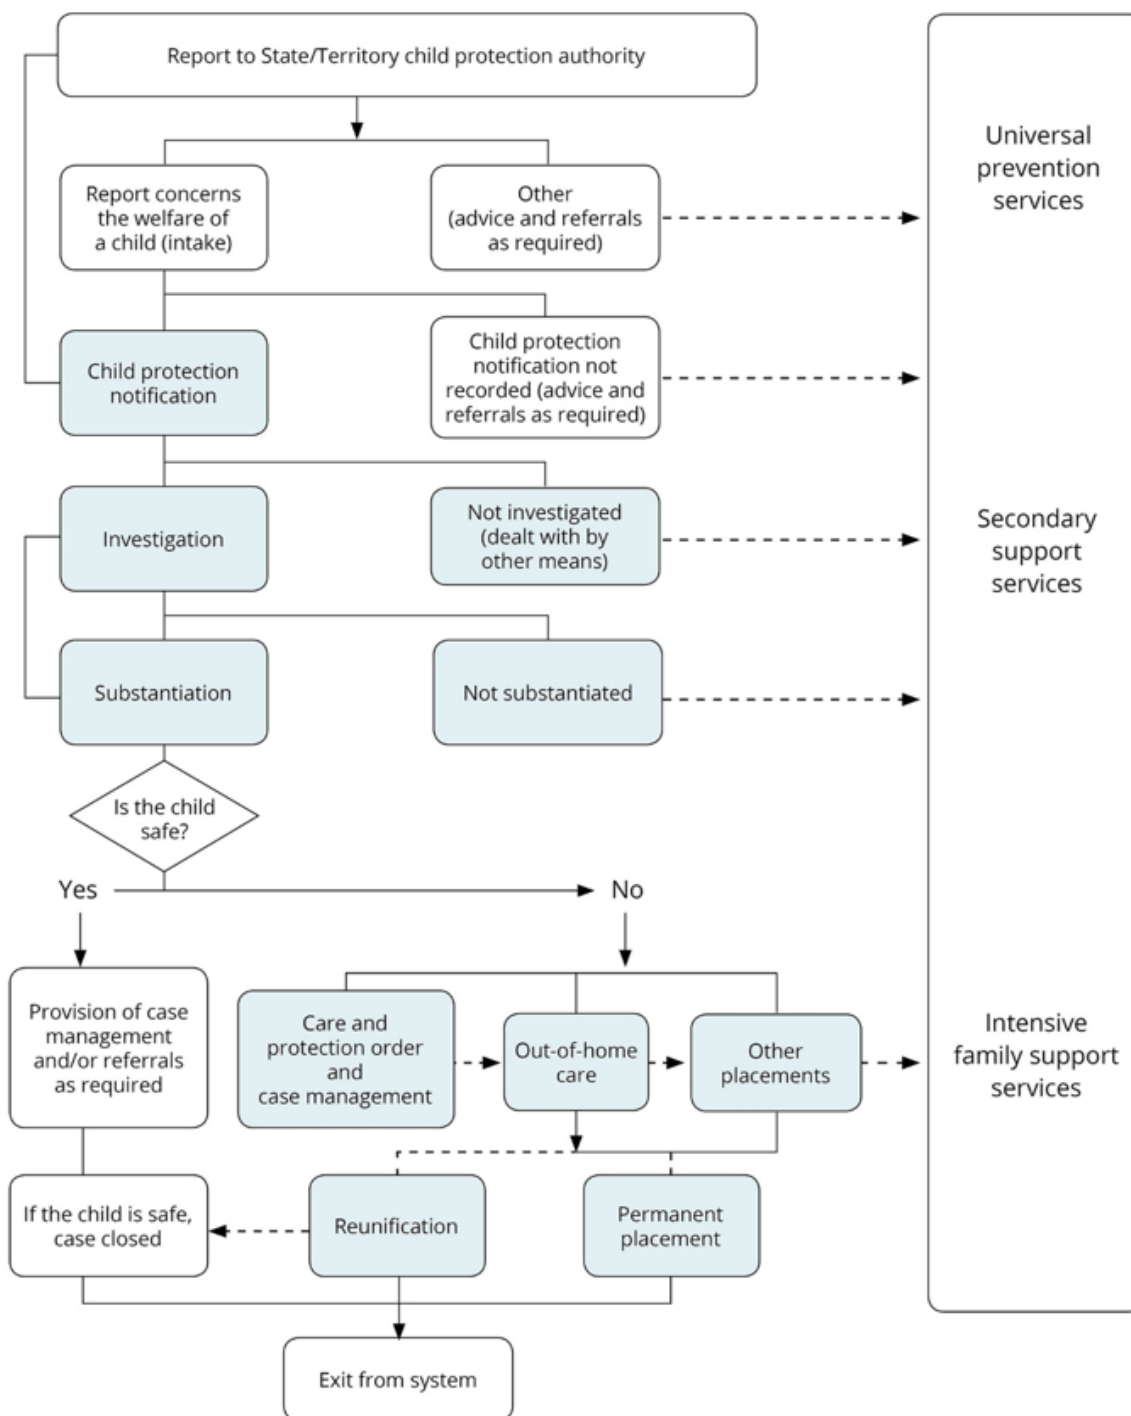 Report to State/Territory child protection authority
Universal
prevention
services
Report concerns
the welfare of
a child (intake)
Other
(advice and referrals
as required)
Child protection
notification
Child protection
notification not
recorded (advice and
referrals as required)
Investigation
Not investigated
(dealt with by
other means)
Secondary
support
services
Substantiation
Not substantiated
Is the child
safe?
Yes
No
Provision of case
management
and/or referrals
as required
Care and
protection order
and
case management
Out-of-home
care
Other
placements
Intensive
family support
services
If the child is safe,
case closed
Reunification
Permanent
placement
Exit from system